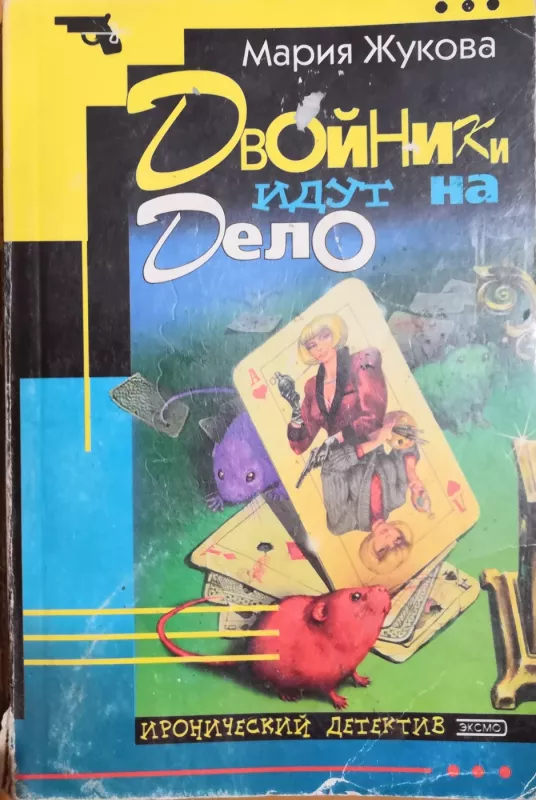 Мария Жукова
Двойники
идут на
Дело
Д
ИРОНИЧЕСКИЙ ДЕТЕКТИВ ЭКСМО